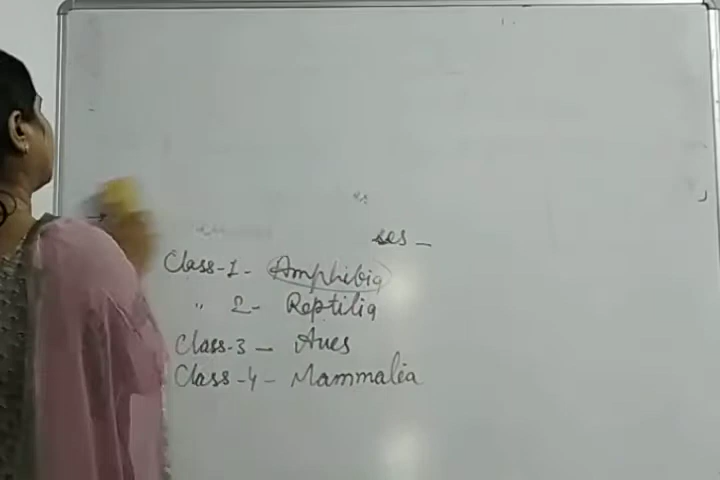 ses -
Class-1 - Amphibia
" 2 - Reptilia
Class-3 - Aves
Class-4 - Mammalia